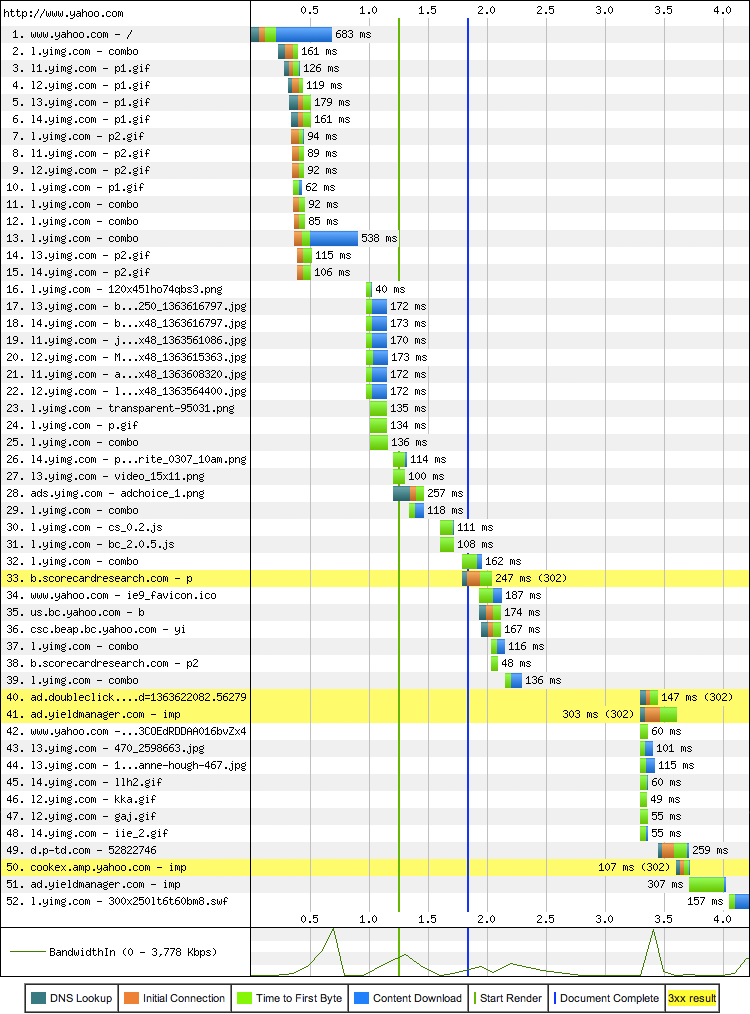 http://www.yahoo.com 0.5 1.0 1.5 2.0 2.5 3.0 3.5 4.0
1. www.yahoo.com - / 683 ms
2. l.yimg.com - combo 161 ms
3. l1.yimg.com - p1.gif 126 ms
4. l2.yimg.com - p1.gif 119 ms
5. l3.yimg.com - p1.gif 179 ms
6. l4.yimg.com - p1.gif 161 ms
7. l.yimg.com - p2.gif 94 ms
8. l1.yimg.com - p2.gif 89 ms
9. l2.yimg.com - p2.gif 92 ms
10. l.yimg.com - p1.gif 62 ms
11. l.yimg.com - combo 92 ms
12. l.yimg.com - combo 85 ms
13. l.yimg.com - combo 538 ms
14. l3.yimg.com - p2.gif 115 ms
15. l4.yimg.com - p2.gif 106 ms
16. l.yimg.com - 120x45lho74qbs3.png 40 ms
17. l3.yimg.com - b...250_1363616797.jpg 172 ms
18. l4.yimg.com - b...x48_1363616797.jpg 173 ms
19. l1.yimg.com - j...x48_1363561086.jpg 170 ms
20. l2.yimg.com - M...x48_1363615363.jpg 173 ms
21. l1.yimg.com - a...x48_1363608320.jpg 172 ms
22. l2.yimg.com - l...x48_1363564400.jpg 172 ms
23. l.yimg.com - transparent-95031.png 135 ms
24. l.yimg.com - p.gif 134 ms
25. l.yimg.com - combo 136 ms
26. l4.yimg.com - p...rite_0307_10am.png 114 ms
27. l3.yimg.com - video_15x11.png 100 ms
28. ads.yimg.com - adchoice_1.png 257 ms
29. l.yimg.com - combo 118 ms
30. l.yimg.com - cs_0.2.js 111 ms
31. l.yimg.com - bc_2.0.5.js 108 ms
32. l.yimg.com - combo 162 ms
33. b.scorecardresearch.com - p 247 ms (302)
34. www.yahoo.com - ie9_favicon.ico 187 ms
35. us.bc.yahoo.com - b 174 ms
36. csc.beap.bc.yahoo.com - yi 167 ms
37. l.yimg.com - combo 116 ms
38. b.scorecardresearch.com - p2 48 ms
39. l.yimg.com - combo 136 ms
40. ad.doubleclick....d=1363622082.56279 147 ms (302)
41. ad.yieldmanager.com - imp 303 ms (302)
42. www.yahoo.com -...3COEdRDDAAO16bvZx4 60 ms
43. l3.yimg.com - 470_2598663.jpg 101 ms
44. l3.yimg.com - 1...anne-hough-467.jpg 115 ms
45. l4.yimg.com - llh2.gif 60 ms
46. l2.yimg.com - kka.gif 49 ms
47. l2.yimg.com - gaj.gif 55 ms
48. l4.yimg.com - iie_2.gif 55 ms
49. d.p-td.com - 52822746 259 ms
50. cookex.amp.yahoo.com - imp 107 ms (302)
51. ad.yieldmanager.com - imp 307 ms
52. l.yimg.com - 300x250lt6t60bm8.swf 157 ms
0.5 1.0 1.5 2.0 2.5 3.0 3.5 4.0
BandwidthIn (0 - 3,778 Kbps)
DNS Lookup Initial Connection Time to First Byte Content Download Start Render Document Complete 3xx result